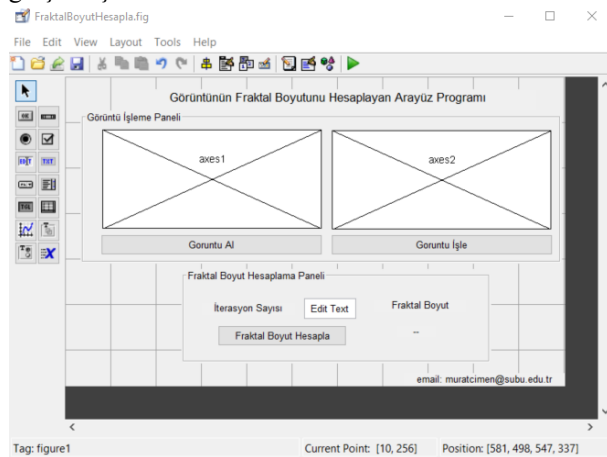 FraktalBoyutHesapla.fig
File Edit View Layout Tools Help
Görüntünün Fraktal Boyutunu Hesaplayan Arayüz Programı
Görüntü İşleme Paneli
axes1 axes2
Goruntu Al Goruntu İşle
Fraktal Boyut Hesaplama Paneli
İterasyon Sayısı Edit Text Fraktal Boyut
Fraktal Boyut Hesapla --
email: muratcimen@subu.edu.tr
Tag: figure1 Current Point: [10, 256] Position: [581, 498, 547, 337]